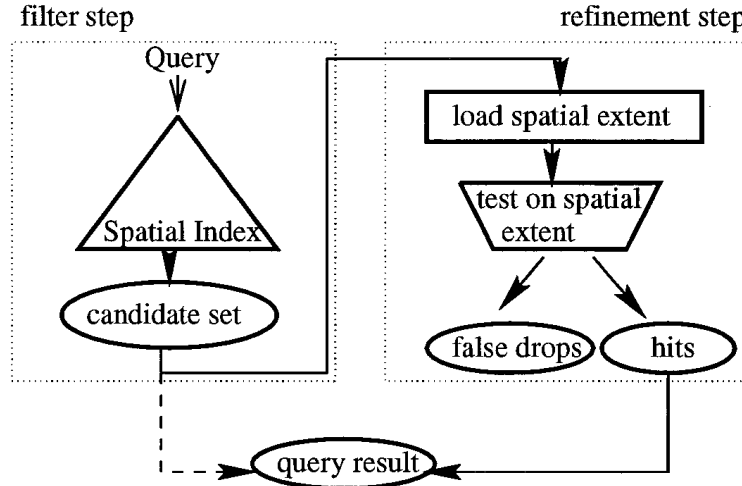 filter step
refinement step
Query
load spatial extent
Spatial Index
test on spatial
extent
candidate set
false drops
hits
query result